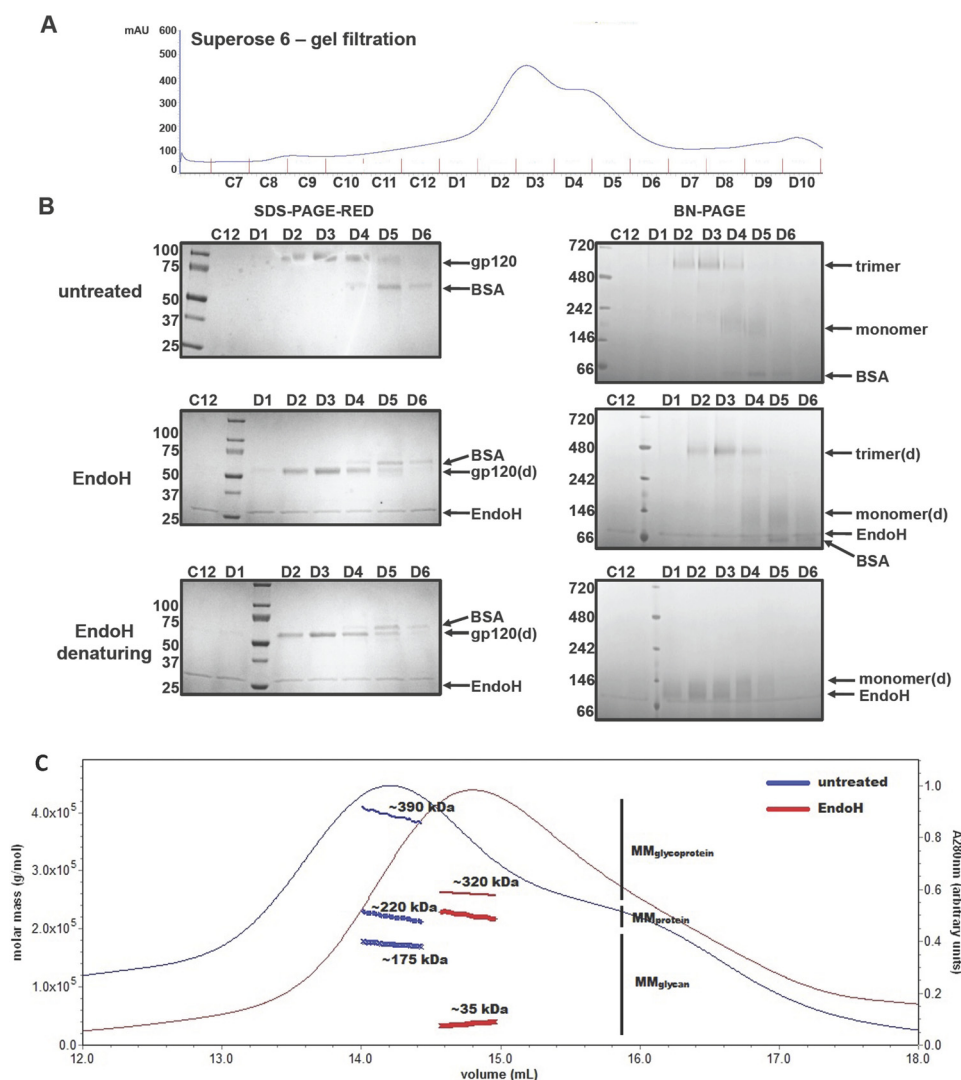 A
mAU
Superose 6 – gel filtration
600
500
400
300
200
100
0
C7 C8 C9 C10 C11 C12 D1 D2 D3 D4 D5 D6 D7 D8 D9 D10
B
SDS-PAGE-RED
BN-PAGE
untreated
C12 D1 D2 D3 D4 D5 D6
100
75
50
37
25
gp120
BSA
C12 D1 D2 D3 D4 D5 D6
720
480
242
146
66
trimer
monomer
BSA
EndoH
C12 D1 D2 D3 D4 D5 D6
100
75
50
37
25
BSA
gp120(d)
EndoH
C12 D1 D2 D3 D4 D5 D6
720
480
242
146
66
trimer(d)
monomer(d)
EndoH
BSA
EndoH
denaturing
C12 D1 D2 D3 D4 D5 D6
100
75
50
37
25
BSA
gp120(d)
EndoH
C12 D1 D2 D3 D4 D5 D6
720
480
242
146
66
monomer(d)
EndoH
C
molar mass (g/mol)
4.0x10⁵
3.0x10⁵
2.0x10⁵
1.0x10⁵
0.0
~390 kDa
~220 kDa
~175 kDa
~320 kDa
~35 kDa
MMglycoprotein
MMprotein
MMglycan
untreated
EndoH
1.0
0.8
0.6
0.4
0.2
0.0
A280nm (arbitrary units)
12.0 13.0 14.0 15.0 16.0 17.0 18.0
volume (mL)